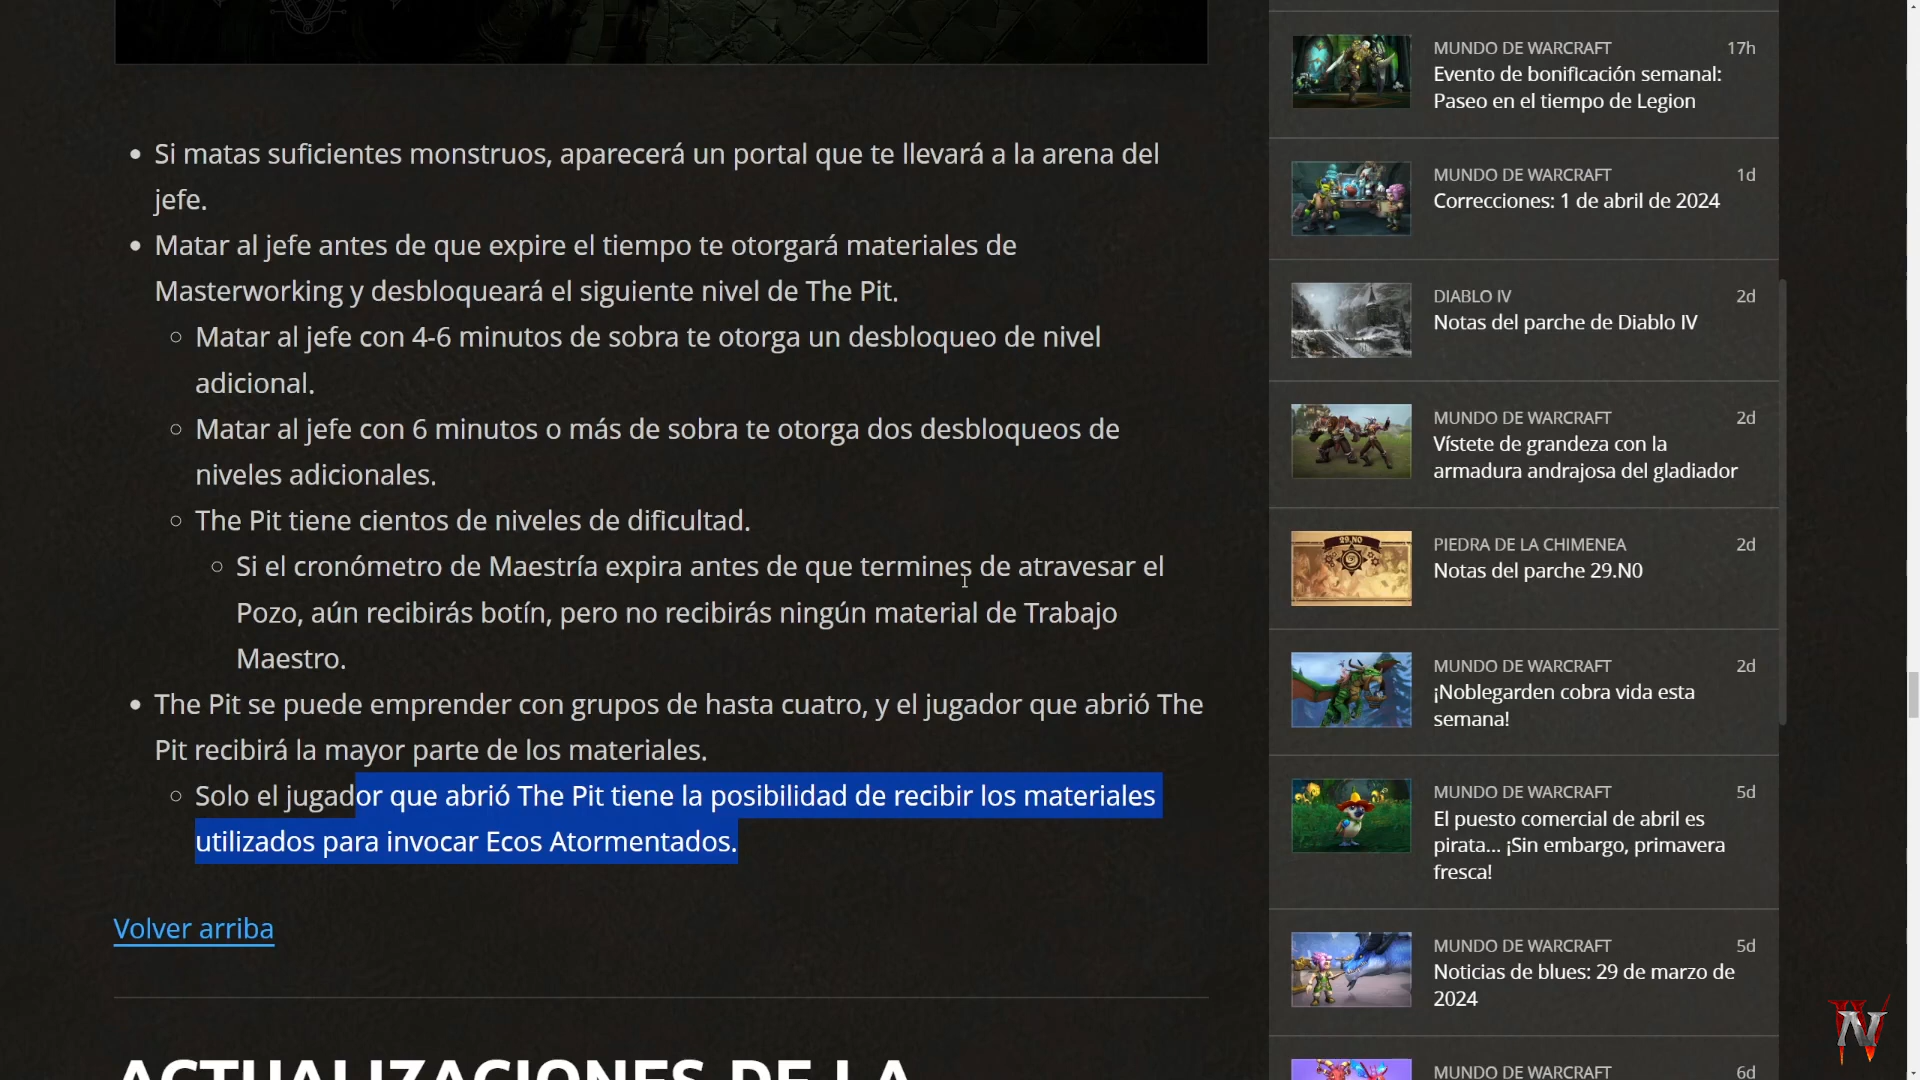 Si matas suficientes monstruos, aparecerá un portal que te llevará a la arena del
jefe.
Matar al jefe antes de que expire el tiempo te otorgará materiales de
Masterworking y desbloqueará el siguiente nivel de The Pit.
Matar al jefe con 4-6 minutos de sobra te otorga un desbloqueo de nivel
adicional.
Matar al jefe con 6 minutos o más de sobra te otorga dos desbloqueos de
niveles adicionales.
The Pit tiene cientos de niveles de dificultad.
Si el cronómetro de Maestría expira antes de que termines de atravesar el
Pozo, aún recibirás botín, pero no recibirás ningún material de Trabajo
Maestro.
The Pit se puede emprender con grupos de hasta cuatro, y el jugador que abrió The
Pit recibirá la mayor parte de los materiales.
Solo el jugador que abrió The Pit tiene la posibilidad de recibir los materiales
utilizados para invocar Ecos Atormentados.
Volver arriba
ACTUALIZACIONES DE LA
MUNDO DE WARCRAFT 17h
Evento de bonificación semanal:
Paseo en el tiempo de Legion
MUNDO DE WARCRAFT 1d
Correcciones: 1 de abril de 2024
DIABLO IV 2d
Notas del parche de Diablo IV
MUNDO DE WARCRAFT 2d
Vístete de grandeza con la
armadura andrajosa del gladiador
29.N0
PIEDRA DE LA CHIMENEA 2d
Notas del parche 29.N0
MUNDO DE WARCRAFT 2d
¡Noblegarden cobra vida esta
semana!
MUNDO DE WARCRAFT 5d
El puesto comercial de abril es
pirata... ¡Sin embargo, primavera
fresca!
MUNDO DE WARCRAFT 5d
Noticias de blues: 29 de marzo de
2024
MUNDO DE WARCRAFT 6d